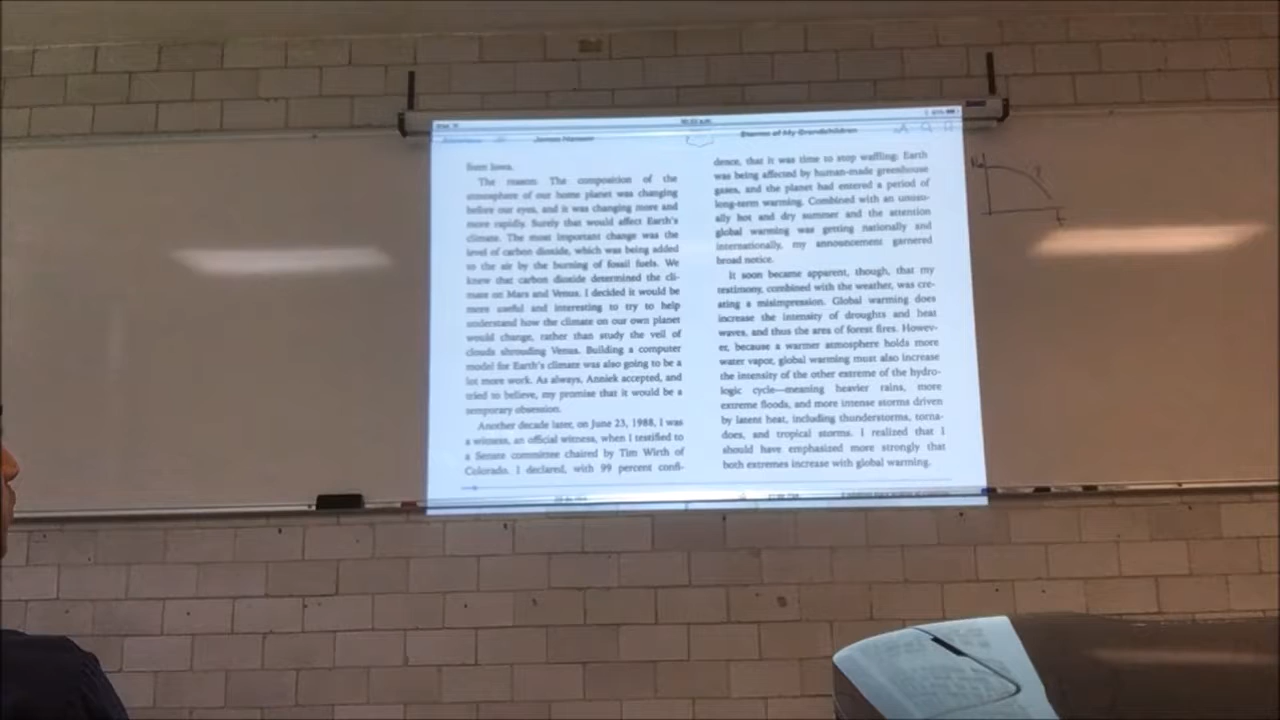 James Hansen
Storms of My Grandchildren
from Iowa.
The reason: The composition of the
atmosphere of our home planet was changing
before our eyes, and it was changing more and
more rapidly. Surely that would affect Earth's
climate. The most important change was the
level of carbon dioxide, which was being added
to the air by the burning of fossil fuels. We
knew that carbon dioxide determined the cli-
mate on Mars and Venus. I decided it would be
more useful and interesting to try to help
understand how the climate on our own planet
would change, rather than study the veil of
clouds shrouding Venus. Building a computer
model for Earth's climate was also going to be a
lot more work. As always, Anniek accepted, and
tried to believe, my promise that it would be a
temporary obsession.
Another decade later, on June 23, 1988, I was
a witness, an official witness, when I testified to
a Senate committee chaired by Tim Wirth of
Colorado. I declared, with 99 percent confi-
dence, that it was time to stop waffling: Earth
was being affected by human-made greenhouse
gases, and the planet had entered a period of
long-term warming. Combined with an unusu-
ally hot and dry summer and the attention
global warming was getting nationally and
internationally, my announcement garnered
broad notice.
It soon became apparent, though, that my
testimony, combined with the weather, was cre-
ating a misimpression. Global warming does
increase the intensity of droughts and heat
waves, and thus the area of forest fires. Howev-
er, because a warmer atmosphere holds more
water vapor, global warming must also increase
the intensity of the other extreme of the hydro-
logic cycle—meaning heavier rains, more
extreme floods, and more intense storms driven
by latent heat, including thunderstorms, torna-
does, and tropical storms. I realized that I
should have emphasized more strongly that
both extremes increase with global warming.